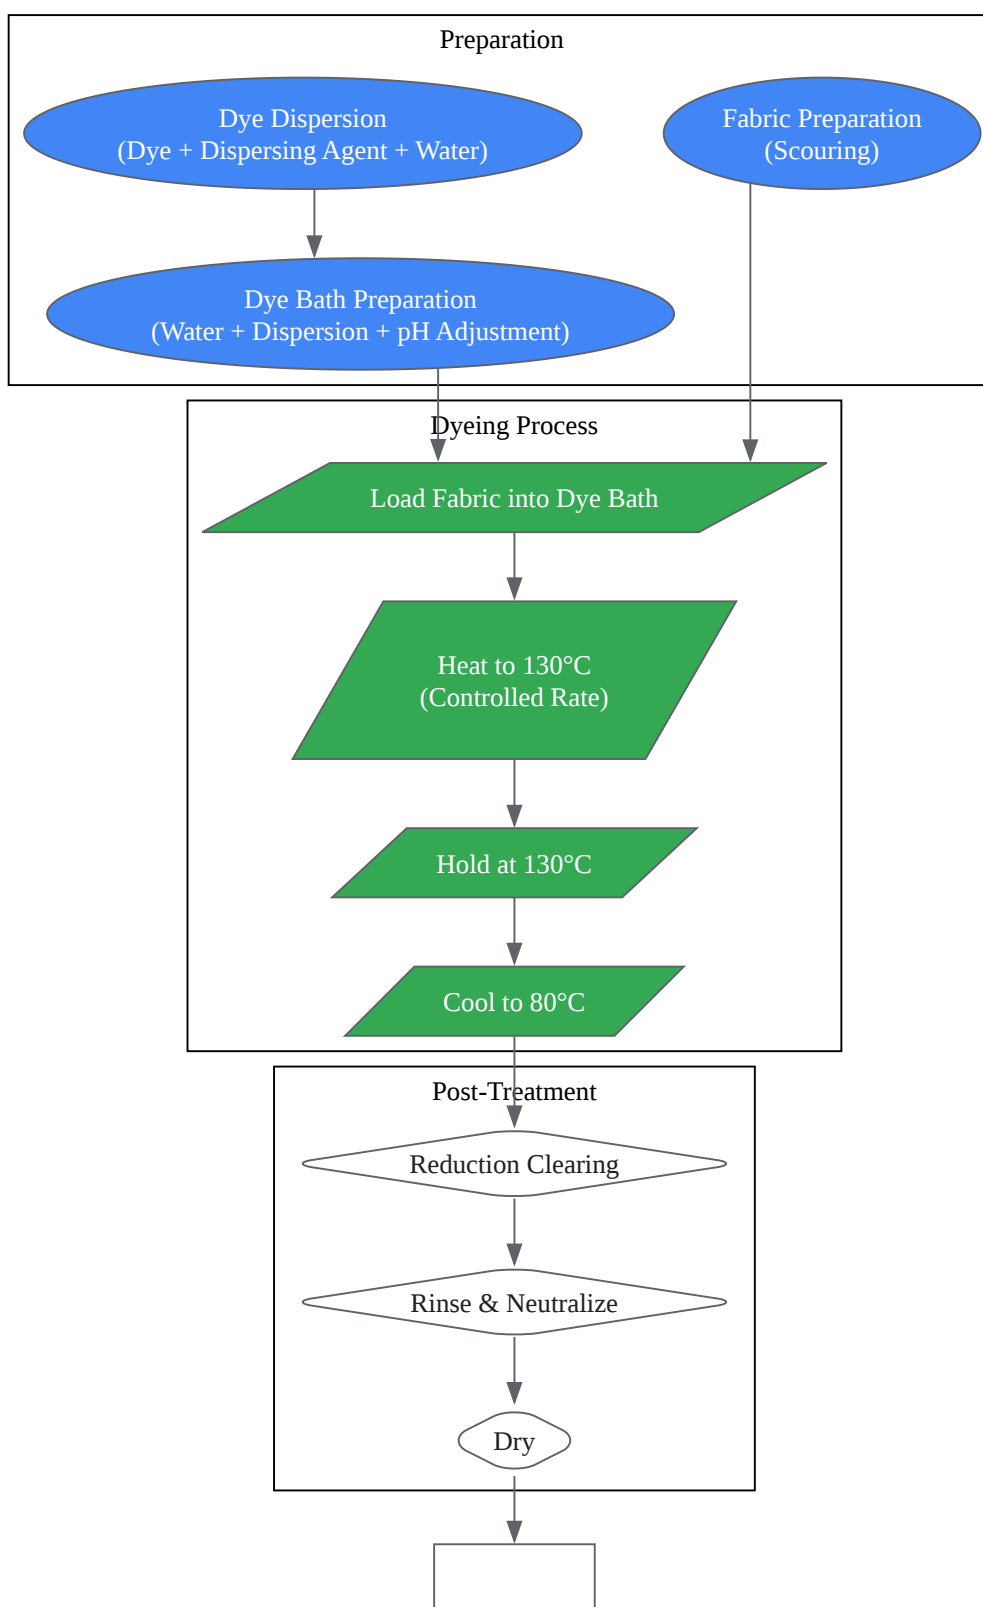 Preparation
Dye Dispersion
(Dye + Dispersing Agent + Water)
Fabric Preparation
(Scouring)
Dye Bath Preparation
(Water + Dispersion + pH Adjustment)
Dyeing Process
Load Fabric into Dye Bath
Heat to 130°C
(Controlled Rate)
Hold at 130°C
Cool to 80°C
Post-Treatment
Reduction Clearing
Rinse & Neutralize
Dry